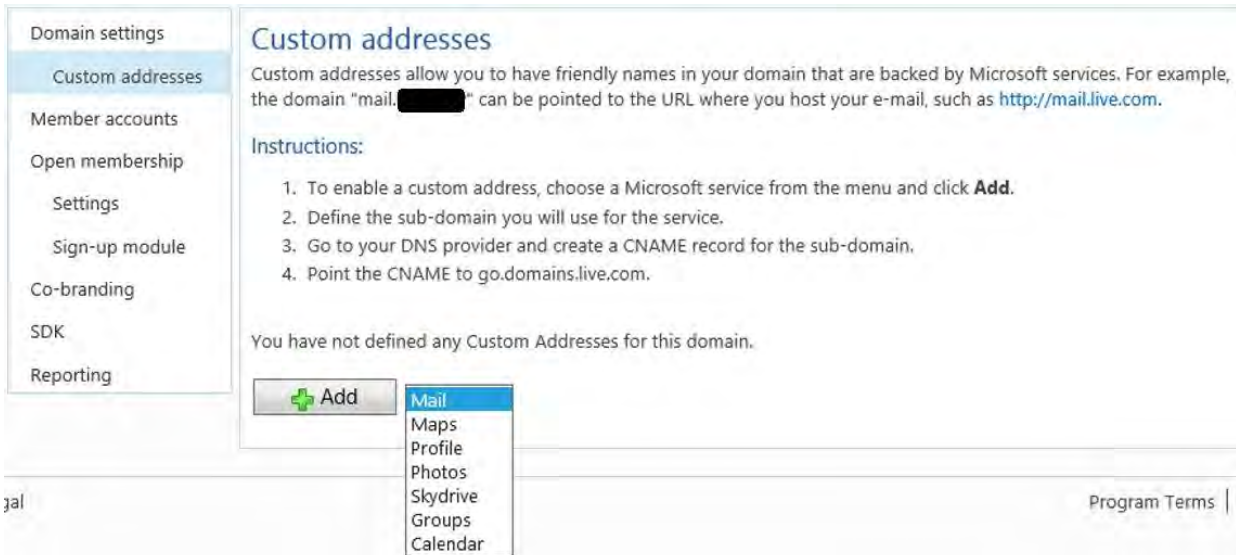 Domain settings
Custom addresses
Member accounts
Open membership
Settings
Sign-up module
Co-branding
SDK
Reporting
Custom addresses
Custom addresses allow you to have friendly names in your domain that are backed by Microsoft services. For example,
the domain "mail. " can be pointed to the URL where you host your e-mail, such as http://mail.live.com.
Instructions:
1. To enable a custom address, choose a Microsoft service from the menu and click Add.
2. Define the sub-domain you will use for the service.
3. Go to your DNS provider and create a CNAME record for the sub-domain.
4. Point the CNAME to go.domains.live.com.
You have not defined any Custom Addresses for this domain.
Add
Mail
Maps
Profile
Photos
Skydrive
Groups
Calendar
gal
Program Terms |